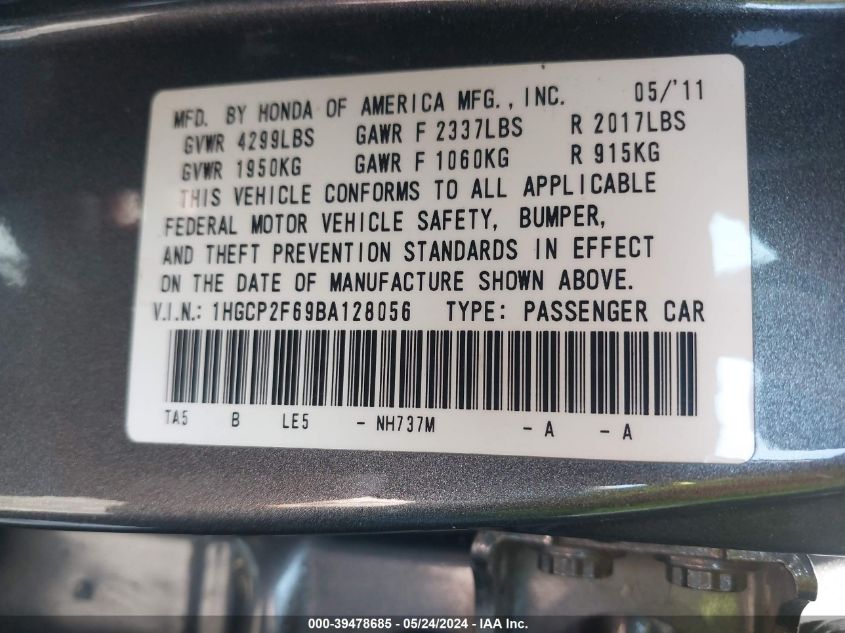 MFD. BY HONDA OF AMERICA MFG., INC. 05/'11
GVWR 4299LBS GAWR F 2337LBS R 2017LBS
GVWR 1950KG GAWR F 1060KG R 915KG
THIS VEHICLE CONFORMS TO ALL APPLICABLE
FEDERAL MOTOR VEHICLE SAFETY, BUMPER,
AND THEFT PREVENTION STANDARDS IN EFFECT
ON THE DATE OF MANUFACTURE SHOWN ABOVE.
V.I.N.: 1HGCP2F69BA128056 TYPE: PASSENGER CAR
TA5 B LE5 - NH737M - A - A
000-39478685 - 05/24/2024 - IAA Inc.